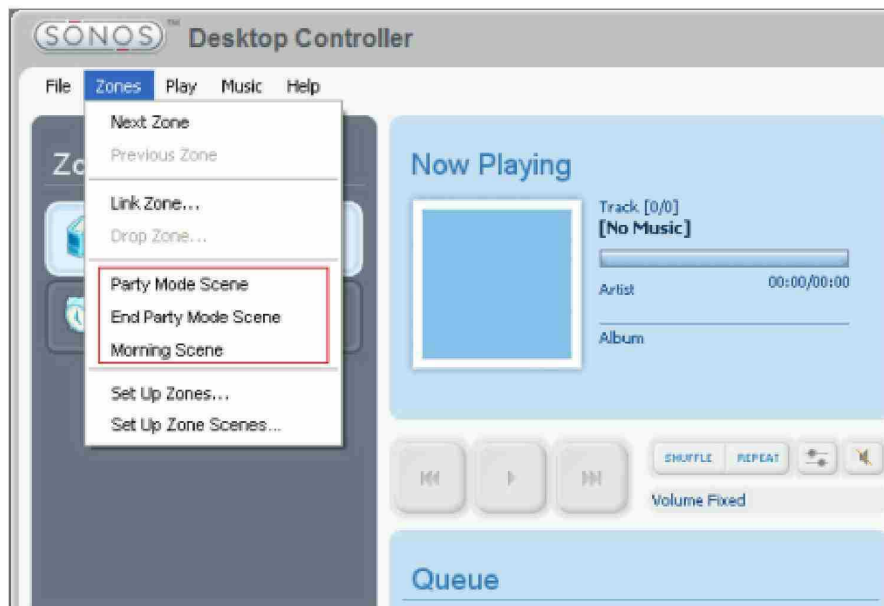 SONOS™ Desktop Controller
File Zones Play Music Help
Next Zone
Previous Zone
Link Zone...
Drop Zone...
Party Mode Scene
End Party Mode Scene
Morning Scene
Set Up Zones...
Set Up Zone Scenes...
Zo
Now Playing
Track [0/0]
[No Music]
Artist 00:00/00:00
Album
SHUFFLE REPEAT
Volume Fixed
Queue